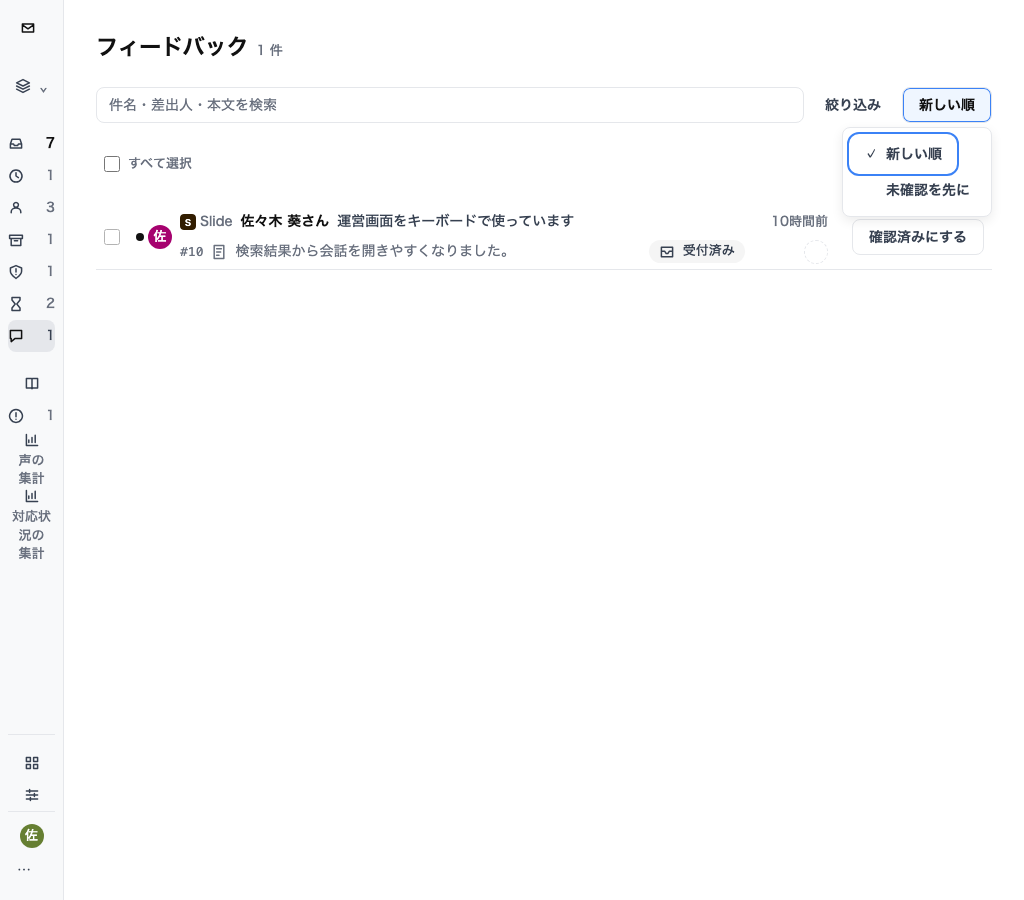 フィードバック 1 件
件名・差出人・本文を検索
絞り込み
新しい順
✓ 新しい順
未確認を先に
すべて選択
s Slide 佐々木 葵さん 運営画面をキーボードで使っています
10時間前
佐
#10 検索結果から会話を開きやすくなりました。
受付済み
確認済みにする
7
1
3
1
1
2
1
1
声の
集計
対応状
況の
集計
佐
…